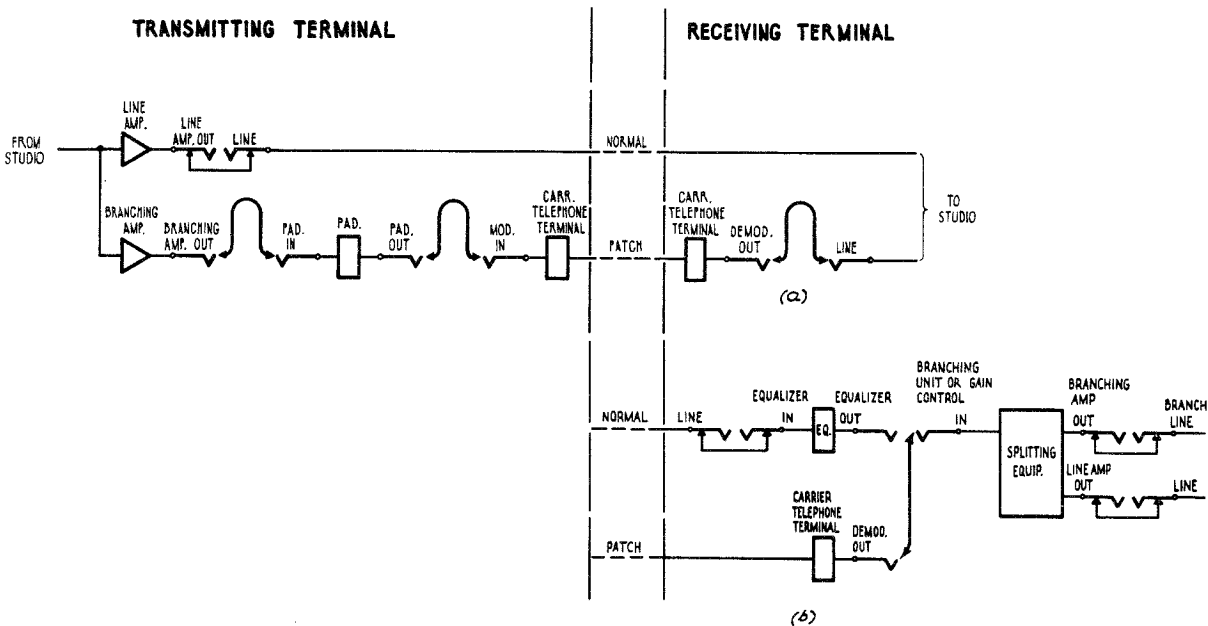 TRANSMITTING TERMINAL
RECEIVING TERMINAL
LINE
AMP.
LINE
AMP. OUT
LINE
FROM
STUDIO
NORMAL
BRANCHING
AMP.
BRANCHING
AMP. OUT
PAD.
IN
PAD.
PAD.
OUT
MOD.
IN
CARR.
TELEPHONE
TERMINAL
PATCH
CARR.
TELEPHONE
TERMINAL
DEMOD.
OUT
LINE
TO
STUDIO
(a)
NORMAL
LINE
EQUALIZER
IN
EQ.
EQUALIZER
OUT
BRANCHING
UNIT OR GAIN
CONTROL
IN
SPLITTING
EQUIP.
BRANCHING
AMP
OUT
BRANCH
LINE
LINE AMP
OUT
LINE
PATCH
CARRIER
TELEPHONE
TERMINAL
DEMOD.
OUT
(b)